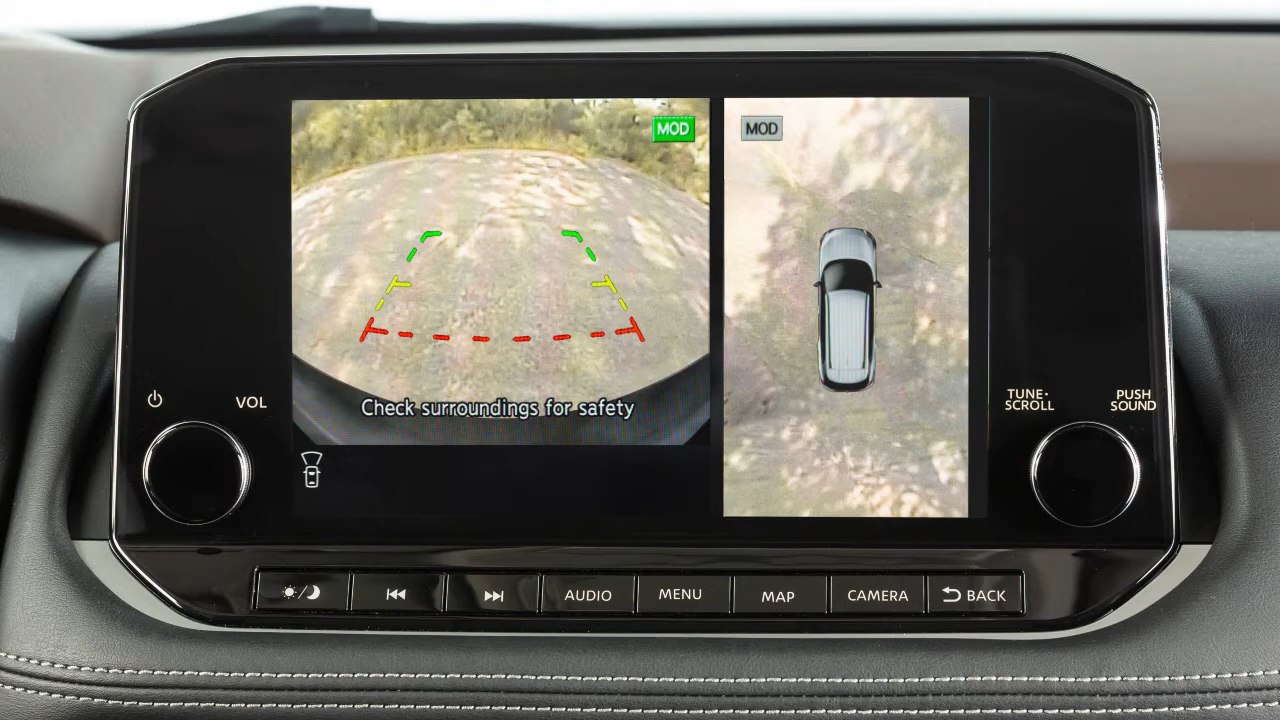 MOD
MOD
Check surroundings for safety
VOL
TUNE·
SCROLL
PUSH
SOUND
AUDIO
MENU
MAP
CAMERA
BACK